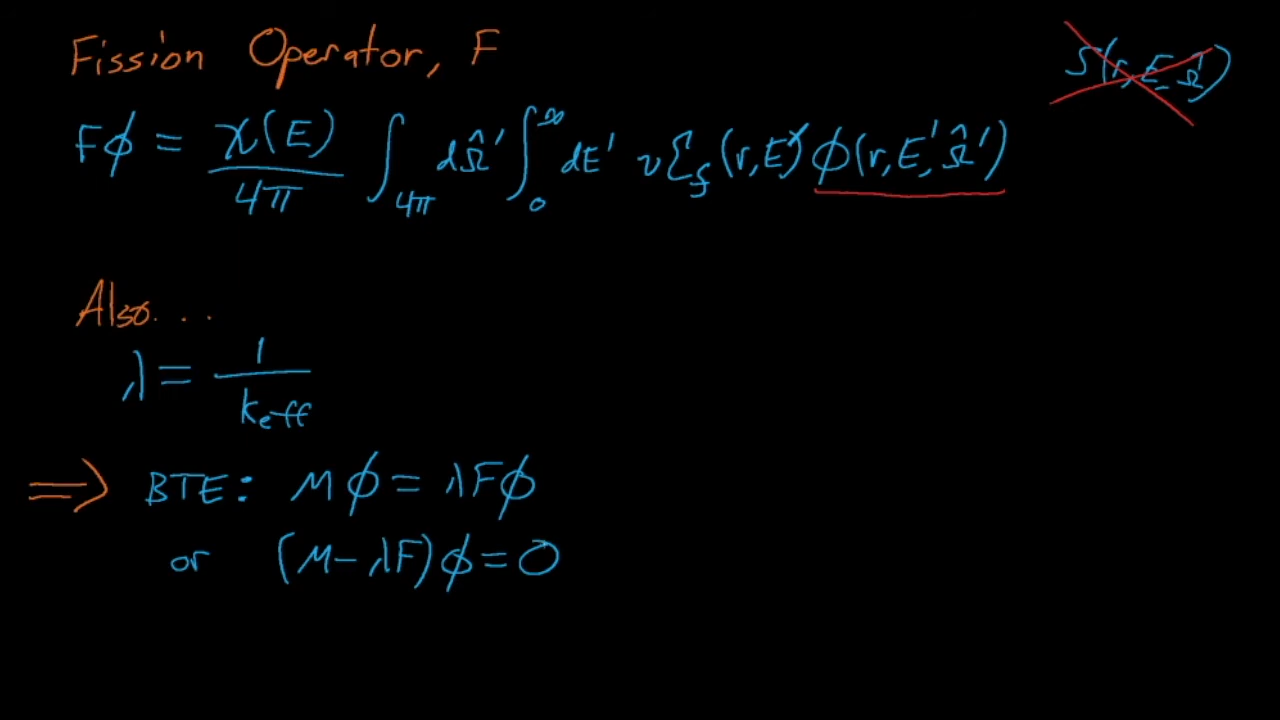 Fission Operator, F
S(r, E, Ω̂)
Fϕ = χ(E)/4π ∫_4π dΩ̂' ∫_0^∞ dE' νΣ_f(r,E') ϕ(r,E',Ω̂')
Also...
λ = 1/k_eff
⇒ BTE: Mϕ = λFϕ
or (M-λF)ϕ=0